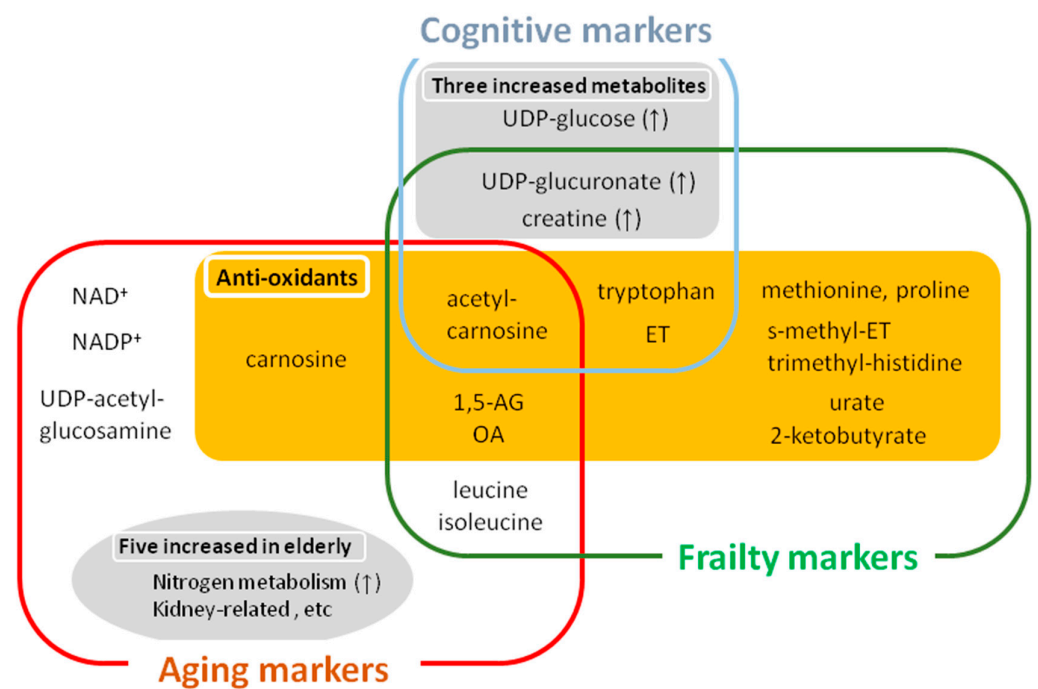 Cognitive markers
Three increased metabolites
UDP-glucose (↑)
UDP-glucuronate (↑)
creatine (↑)
Anti-oxidants
NAD⁺
NADP⁺
UDP-acetyl-
glucosamine
carnosine
acetyl-
carnosine
1,5-AG
OA
leucine
isoleucine
tryptophan
ET
methionine, proline
s-methyl-ET
trimethyl-histidine
urate
2-ketobutyrate
Five increased in elderly
Nitrogen metabolism (↑)
Kidney-related , etc
Frailty markers
Aging markers